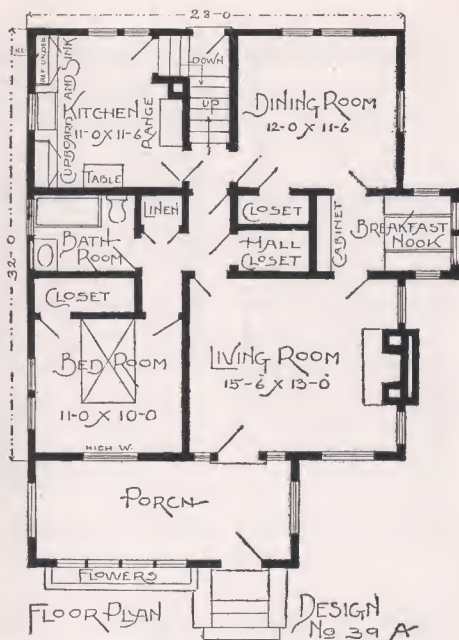 28-0
REF UNDER
CUPBOARD AND SINK
KITCHEN
11-0 X 11-6
RANGE
TABLE
DOWN
UP
DINING ROOM
12-0 X 11-6
LINEN
CLOSET
BATH
ROOM
HALL
CLOSET
CABINET
BREAKFAST
NOOK
32-0
CLOSET
BED ROOM
11-0 X 10-0
HIGH W.
LIVING ROOM
15-6 X 13-0
PORCH
FLOWERS
FLOOR PLAN
DESIGN
No 39 A